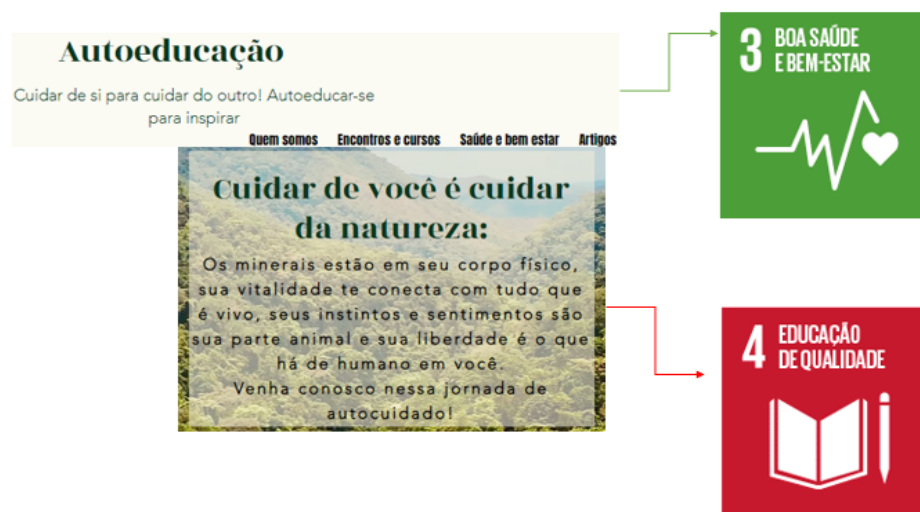 Autoeducação
Cuidar de si para cuidar do outro! Autoeducar-se
para inspirar
Quem somos Encontros e cursos Saúde e bem estar Artigos
Cuidar de você é cuidar
da natureza:
Os minerais estão em seu corpo físico,
sua vitalidade te conecta com tudo que
é vivo, seus instintos e sentimentos são
sua parte animal e sua liberdade é o que
há de humano em você.
Venha conosco nessa jornada de
autocuidado!
3 BOA SAÚDE
E BEM-ESTAR
4 EDUCAÇÃO
DE QUALIDADE